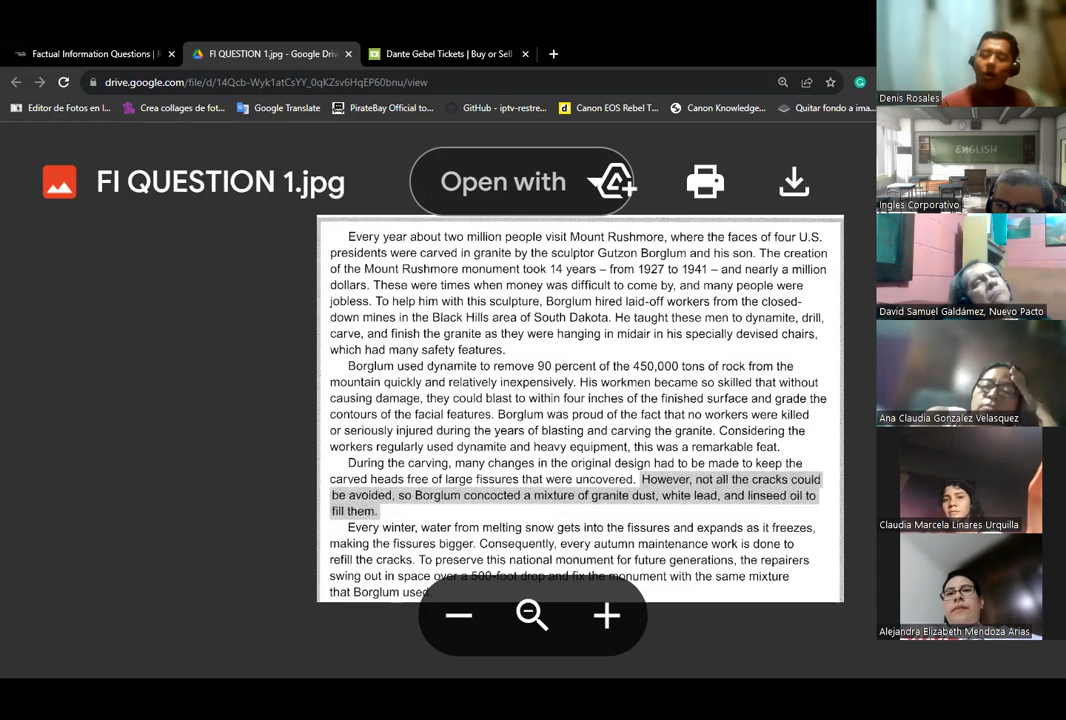 Factual Information Questions |
FI QUESTION 1.jpg - Google Driv
Dante Gebel Tickets | Buy or Sell
drive.google.com/file/d/14Qcb-Wyk1atCsYY_0qKZsv6HqEP60bnu/view
Editor de Fotos en l...
Crea collages de fot...
Google Translate
PirateBay Official to...
GitHub - iptv-restre...
Canon EOS Rebel T...
Canon Knowledge...
Quitar fondo a ima...
FI QUESTION 1.jpg
Open with
Every year about two million people visit Mount Rushmore, where the faces of four U.S.
presidents were carved in granite by the sculptor Gutzon Borglum and his son. The creation
of the Mount Rushmore monument took 14 years – from 1927 to 1941 – and nearly a million
dollars. These were times when money was difficult to come by, and many people were
jobless. To help him with this sculpture, Borglum hired laid-off workers from the closed-
down mines in the Black Hills area of South Dakota. He taught these men to dynamite, drill,
carve, and finish the granite as they were hanging in midair in his specially devised chairs,
which had many safety features.
Borglum used dynamite to remove 90 percent of the 450,000 tons of rock from the
mountain quickly and relatively inexpensively. His workmen became so skilled that without
causing damage, they could blast to within four inches of the finished surface and grade the
contours of the facial features. Borglum was proud of the fact that no workers were killed
or seriously injured during the years of blasting and carving the granite. Considering the
workers regularly used dynamite and heavy equipment, this was a remarkable feat.
During the carving, many changes in the original design had to be made to keep the
carved heads free of large fissures that were uncovered. However, not all the cracks could
be avoided, so Borglum concocted a mixture of granite dust, white lead, and linseed oil to
fill them.
Every winter, water from melting snow gets into the fissures and expands as it freezes,
making the fissures bigger. Consequently, every autumn maintenance work is done to
refill the cracks. To preserve this national monument for future generations, the repairers
swing out in space over a 500-foot drop and fix the monument with the same mixture
that Borglum used.
Denis Rosales
ENGLISH
Ingles Corporativo
David Samuel Galdámez, Nuevo Pacto
Ana Claudia González Velasquez
Claudia Marcela Linares Urquilla
Alejandra Elizabeth Mendoza Arias